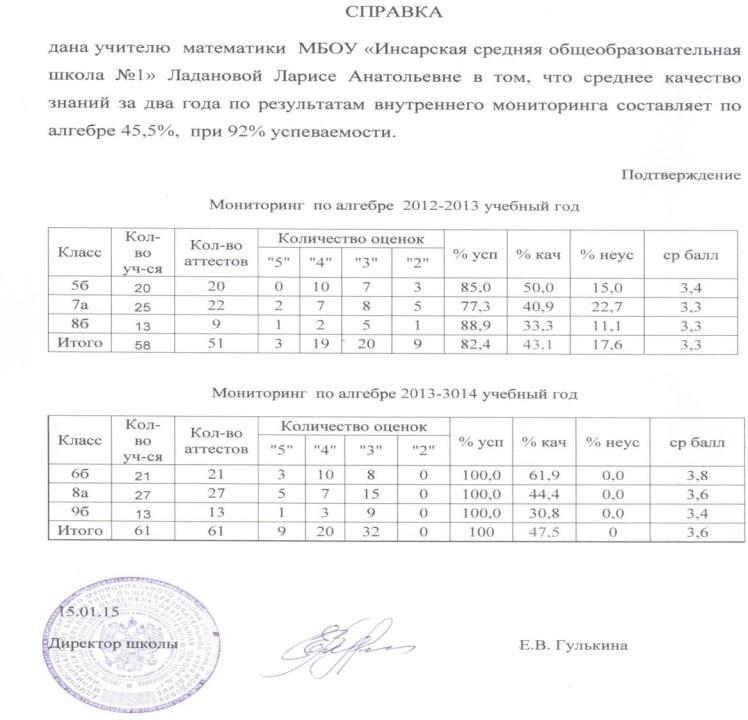 СПРАВКА
дана учителю математики МБОУ «Инсарская средняя общеобразовательная
школа №1» Ладановой Ларисе Анатольевне в том, что среднее качество
знаний за два года по результатам внутреннего мониторинга составляет по
алгебре 45,5%, при 92% успеваемости.
Подтверждение
Мониторинг по алгебре 2012-2013 учебный год
Класс Кол-во уч-ся Кол-во аттестов Количество оценок "5" "4" "3" "2" % усп % кач % неус ср балл
5б 20 20 0 10 7 3 85,0 50,0 15,0 3,4
7а 25 22 2 7 8 5 77,3 40,9 22,7 3,3
8б 13 9 1 2 5 1 88,9 33,3 11,1 3,3
Итого 58 51 3 19 20 9 82,4 43,1 17,6 3,3
Мониторинг по алгебре 2013-3014 учебный год
Класс Кол-во уч-ся Кол-во аттестов Количество оценок "5" "4" "3" "2" % усп % кач % неус ср балл
6б 21 21 3 10 8 0 100,0 61,9 0,0 3,8
8а 27 27 5 7 15 0 100,0 44,4 0,0 3,6
9б 13 13 1 3 9 0 100,0 30,8 0,0 3,4
Итого 61 61 9 20 32 0 100 47,5 0 3,6
15.01.15
Директор школы Е.В. Гулькина